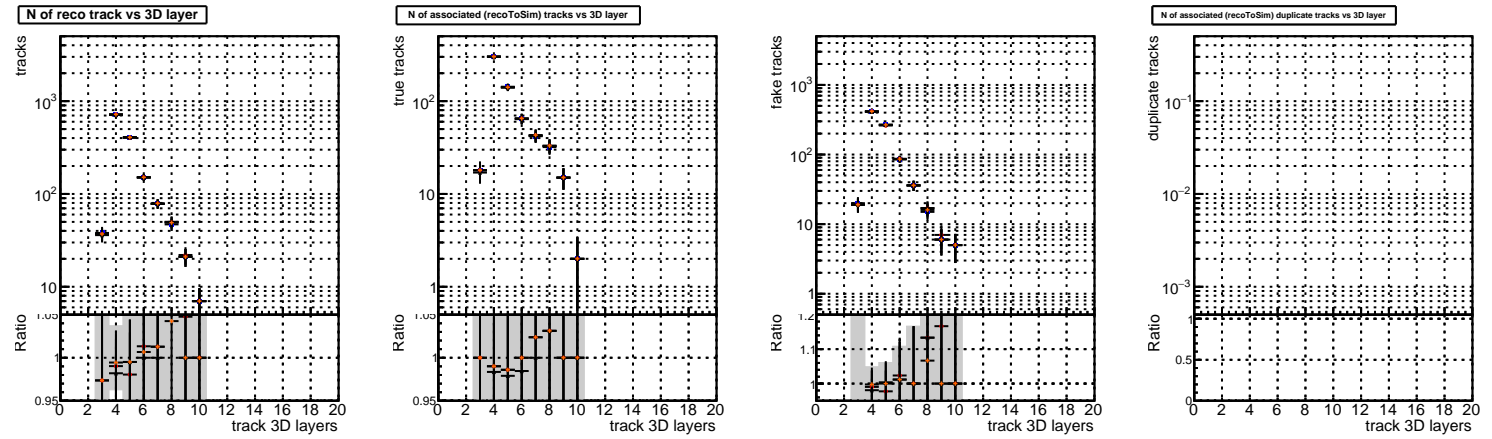 N of reco track vs 3D layer
tracks
10³
10²
10
Ratio
1.05
1
0.95
0 2 4 6 8 10 12 14 16 18 20
track 3D layers
N of associated (recoToSim) tracks vs 3D layer
true tracks
10²
10
1
Ratio
1.05
1
0.95
0 2 4 6 8 10 12 14 16 18 20
track 3D layers
fake tracks
10³
10²
10
1
Ratio
1.2
1.1
1
0 2 4 6 8 10 12 14 16 18 20
track 3D layers
N of associated (recoToSim) duplicate tracks vs 3D layer
duplicate tracks
10⁻¹
10⁻²
10⁻³
Ratio
1
0.5
0
0 2 4 6 8 10 12 14 16 18 20
track 3D layers